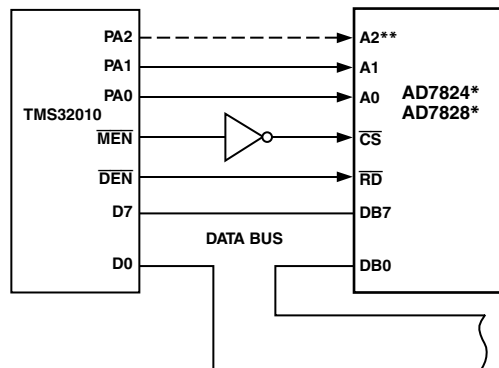 PA2
PA1
PA0
TMS32010
MEN
DEN
D7
D0
DATA BUS
A2**
A1
A0
AD7824*
AD7828*
CS
RD
DB7
DB0